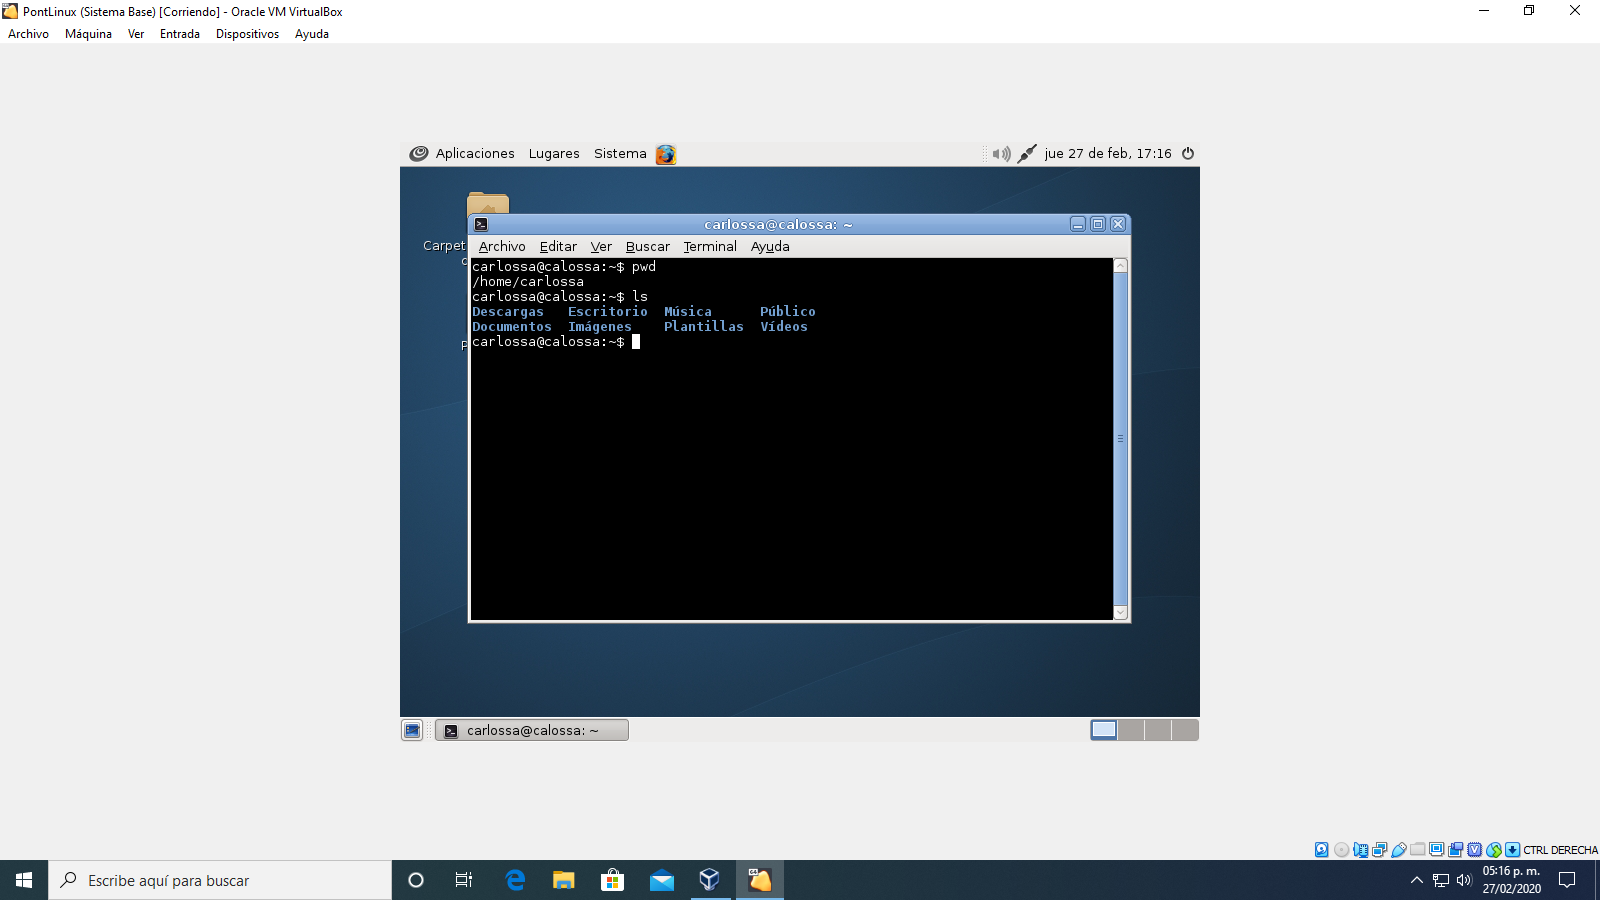 PontLinux (Sistema Base) [Corriendo] - Oracle VM VirtualBox
Archivo Máquina Ver Entrada Dispositivos Ayuda
Aplicaciones Lugares Sistema jue 27 de feb, 17:16
carlossa@calossa: ~
Carpet
Archivo Editar Ver Buscar Terminal Ayuda
carlossa@calossa:~$ pwd
/home/carlossa
carlossa@calossa:~$ ls
Descargas Escritorio Música Público
Documentos Imágenes Plantillas Vídeos
carlossa@calossa:~$
carlossa@calossa: ~
CTRL DERECHA
Escribe aquí para buscar
05:16 p. m.
27/02/2020